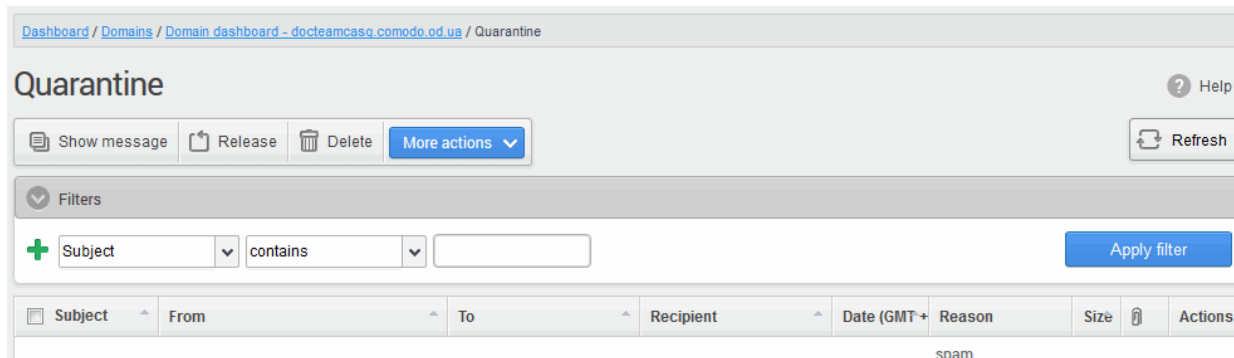 Dashboard / Domains / Domain dashboard - docteamcasg.comodo.od.ua / Quarantine
Quarantine
Help
Show message Release Delete More actions
Refresh
Filters
Subject contains
Apply filter
Subject From To Recipient Date (GMT + Reason Size Actions
spam